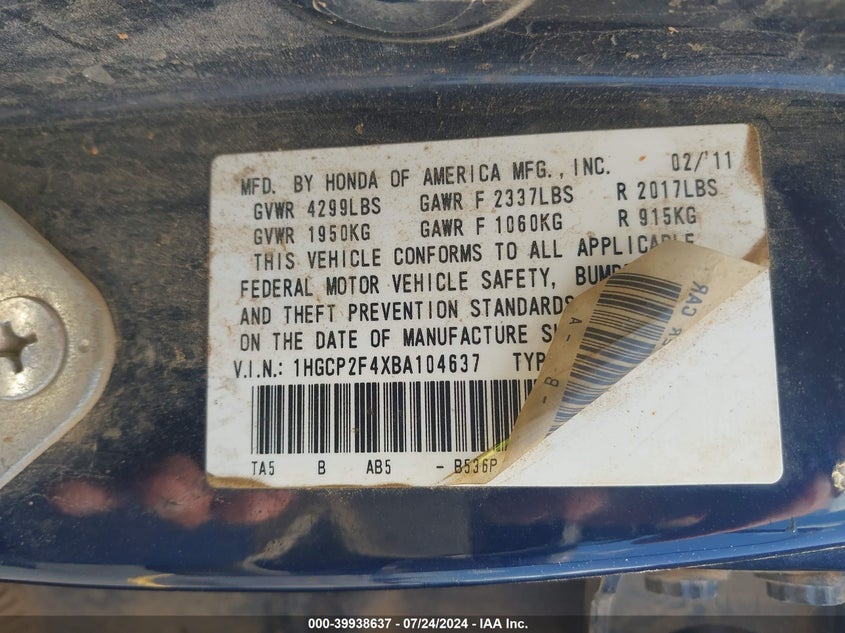 MFD. BY HONDA OF AMERICA MFG., INC. 02/'11
GVWR 4299LBS GAWR F 2337LBS R 2017LBS
GVWR 1950KG GAWR F 1060KG R 915KG
THIS VEHICLE CONFORMS TO ALL APPLICABLE
FEDERAL MOTOR VEHICLE SAFETY, BUMP
AND THEFT PREVENTION STANDARDS
ON THE DATE OF MANUFACTURE
V.I.N.: 1HGCP2F4XBA104637 TYP
TA5 B AB5 - B536P
A - B -
ER CAR
000-39938637 / 07/24/2024 - IAA Inc.